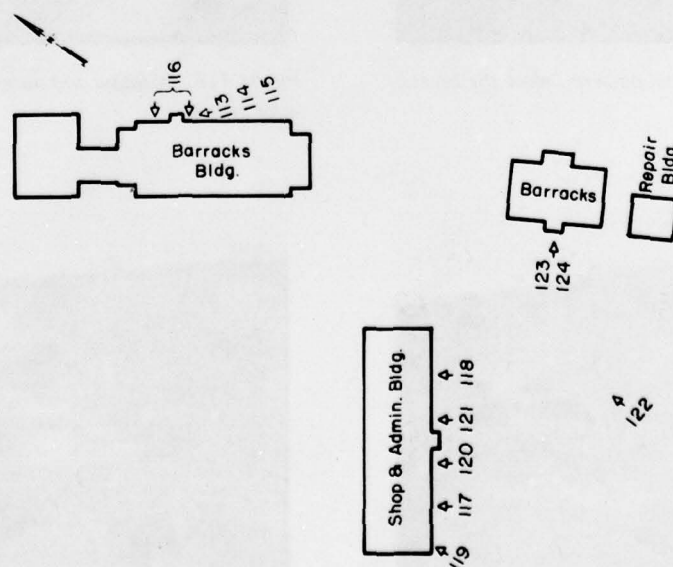 116
113
114
115
Barracks
Bldg.
Barracks
Repair
Bldg.
123
124
Shop & Admin. Bldg.
118
121
120
117
119
122